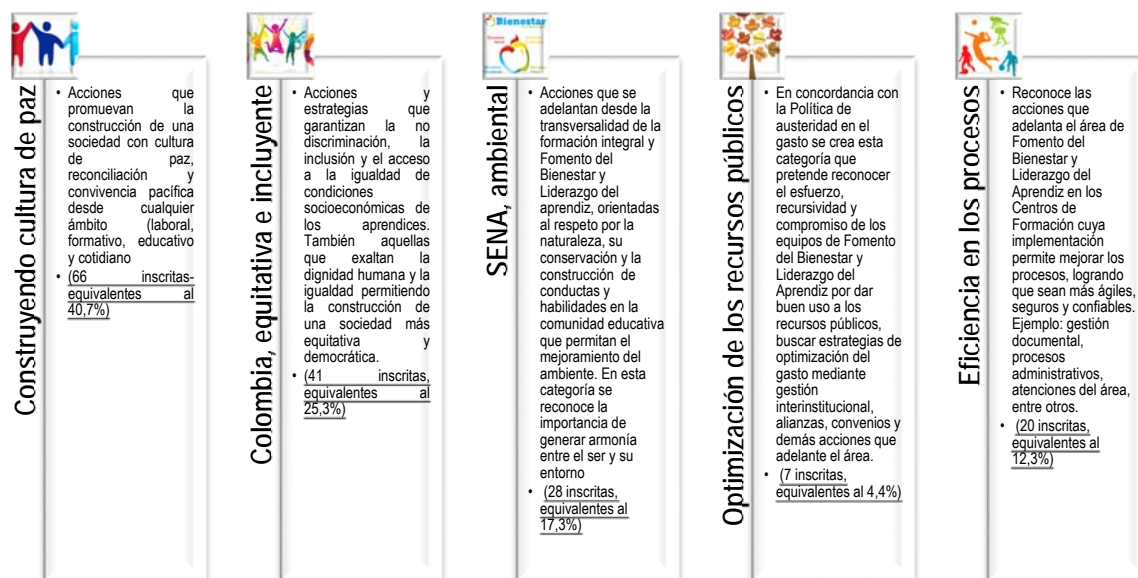 Construyendo cultura de paz
• Acciones que
promuevan la
construcción de una
sociedad con cultura
de paz,
reconciliación y
convivencia pacífica
desde cualquier
ámbito (laboral,
formativo, educativo
y cotidiano
• (66 inscritas-
equivalentes al
40,7%)
Colombia, equitativa e incluyente
• Acciones y
estrategias que
garantizan la no
discriminación, la
inclusión y el acceso
a la igualdad de
condiciones
socioeconómicas de
los aprendices.
También aquellas
que exaltan la
dignidad humana y la
igualdad permitiendo
la construcción de
una sociedad más
equitativa y
democrática.
• (41 inscritas,
equivalentes al
25,3%)
Bienestar
SENA, ambiental
• Acciones que se
adelantan desde la
transversalidad de la
formación integral y
Fomento del
Bienestar y
Liderazgo del
aprendiz, orientadas
al respeto por la
naturaleza, su
conservación y la
construcción de
conductas y
habilidades en la
comunidad educativa
que permitan el
mejoramiento del
ambiente. En esta
categoría se
reconoce la
importancia de
generar armonía
entre el ser y su
entorno
• (28 inscritas,
equivalentes al
17,3%)
Optimización de los recursos públicos
• En concordancia con
la Política de
austeridad en el
gasto se crea esta
categoría que
pretende reconocer
el esfuerzo,
recursividad y
compromiso de los
equipos de Fomento
del Bienestar y
Liderazgo del
Aprendiz por dar
buen uso a los
recursos públicos,
buscar estrategias de
optimización del
gasto mediante
gestión
interinstitucional,
alianzas, convenios y
demás acciones que
adelante el área.
• (7 inscritas,
equivalentes al 4,4%)
Eficiencia en los procesos
• Reconoce las
acciones que
adelanta el área de
Fomento del
Bienestar y
Liderazgo del
Aprendiz en los
Centros de
Formación cuya
implementación
permite mejorar los
procesos, logrando
que sean más ágiles,
seguros y confiables.
Ejemplo: gestión
documental,
procesos
administrativos,
atenciones del área,
entre otros.
• (20 inscritas,
equivalentes al
12,3%)